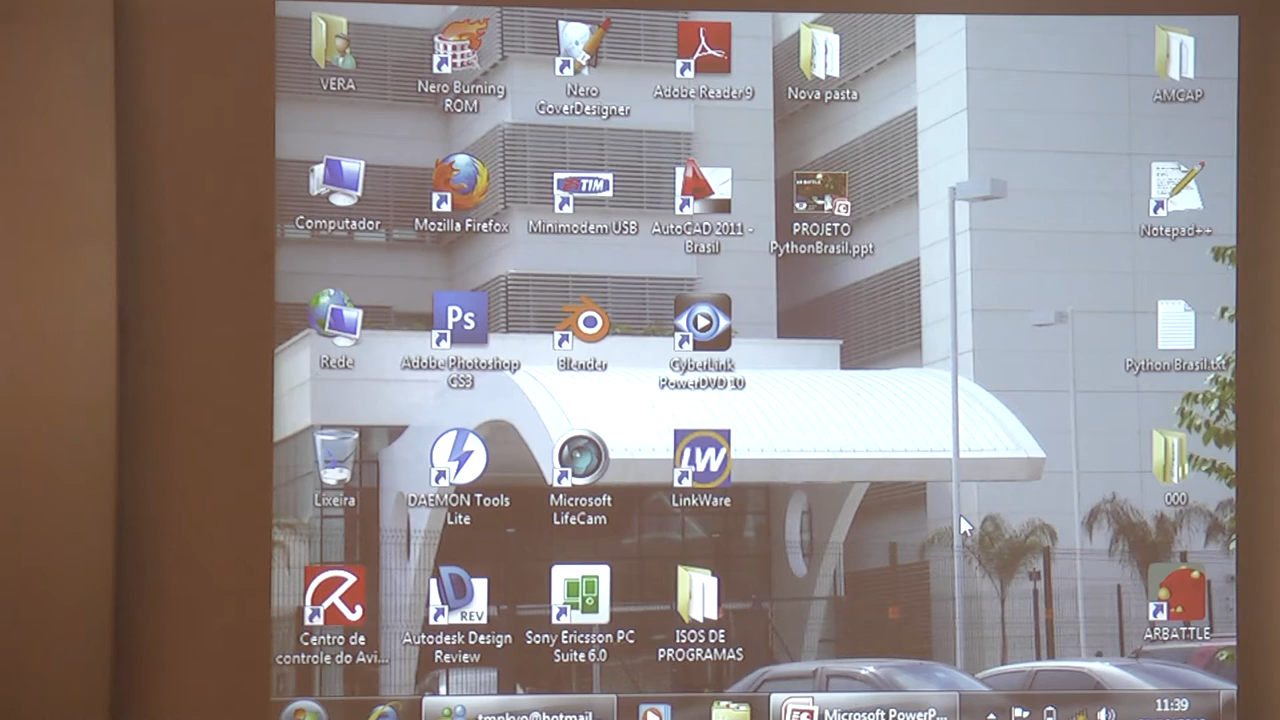 VERA
Nero Burning
ROM
Nero
CoverDesigner
Adobe Reader 9
Nova pasta
AMCAP
Computador
Mozilla Firefox
TIM
Minimodem USB
AutoCAD 2011 -
Brasil
PROJETO
PythonBrasil.ppt
Notepad++
Rede
Ps
Adobe Photoshop
CS3
Blender
CyberLink
PowerDVD 10
Python Brasil.txt
Lixeira
DAEMON Tools
Lite
Microsoft
LifeCam
LW
LinkWare
000
Centro de
controle do Avi...
REV
Autodesk Design
Review
Sony Ericsson PC
Suite 6.0
ISOS DE
PROGRAMAS
ARBATTLE
Microsoft PowerP...
11:39